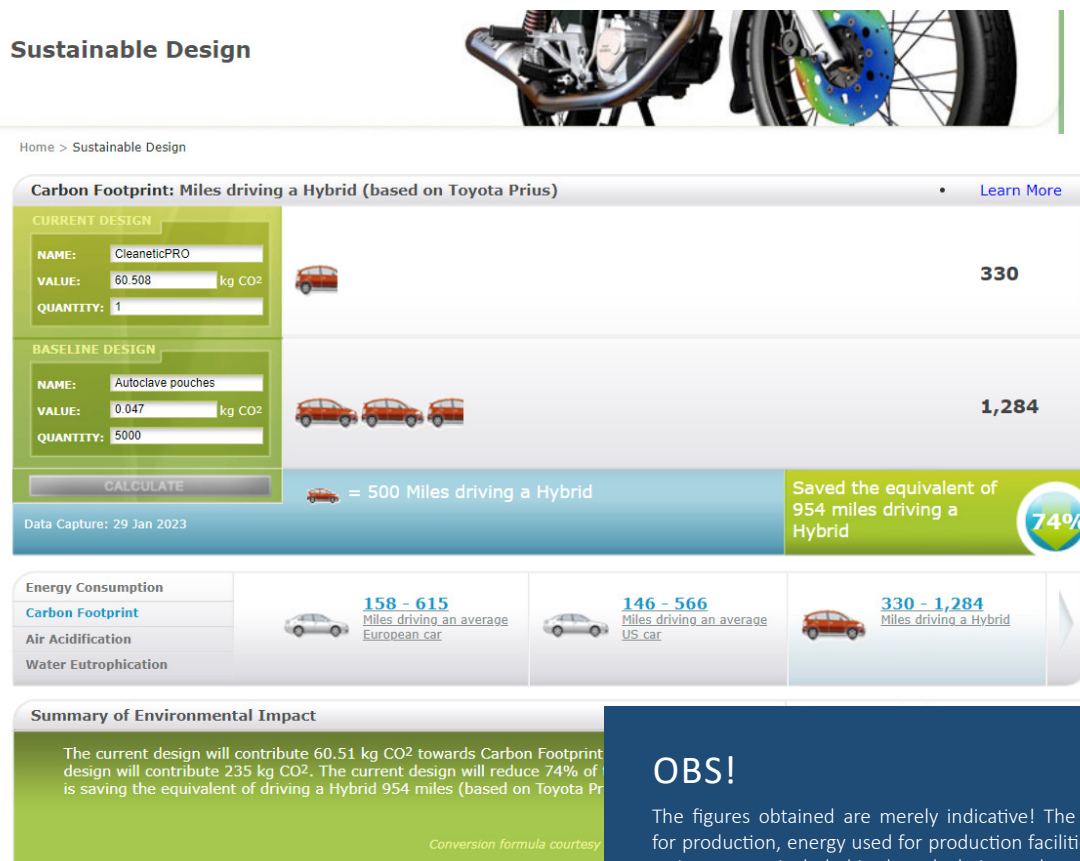 Sustainable Design
Home > Sustainable Design
Carbon Footprint: Miles driving a Hybrid (based on Toyota Prius)
• Learn More
CURRENT DESIGN
NAME: CleaneticPRO
VALUE: 60.508 kg CO2
QUANTITY: 1
330
BASELINE DESIGN
NAME: Autoclave pouches
VALUE: 0.047 kg CO2
QUANTITY: 5000
1,284
CALCULATE
= 500 Miles driving a Hybrid
Data Capture: 29 Jan 2023
Saved the equivalent of
954 miles driving a
Hybrid
74%
Energy Consumption
Carbon Footprint
Air Acidification
Water Eutrophication
158 - 615
Miles driving an average
European car
146 - 566
Miles driving an average
US car
330 - 1,284
Miles driving a Hybrid
Summary of Environmental Impact
The current design will contribute 60.51 kg CO2 towards Carbon Footprint
design will contribute 235 kg CO2. The current design will reduce 74% of
is saving the equivalent of driving a Hybrid 954 miles (based on Toyota Pr
Conversion formula courtesy
OBS!
The figures obtained are merely indicative! The
for production, energy used for production faciliti